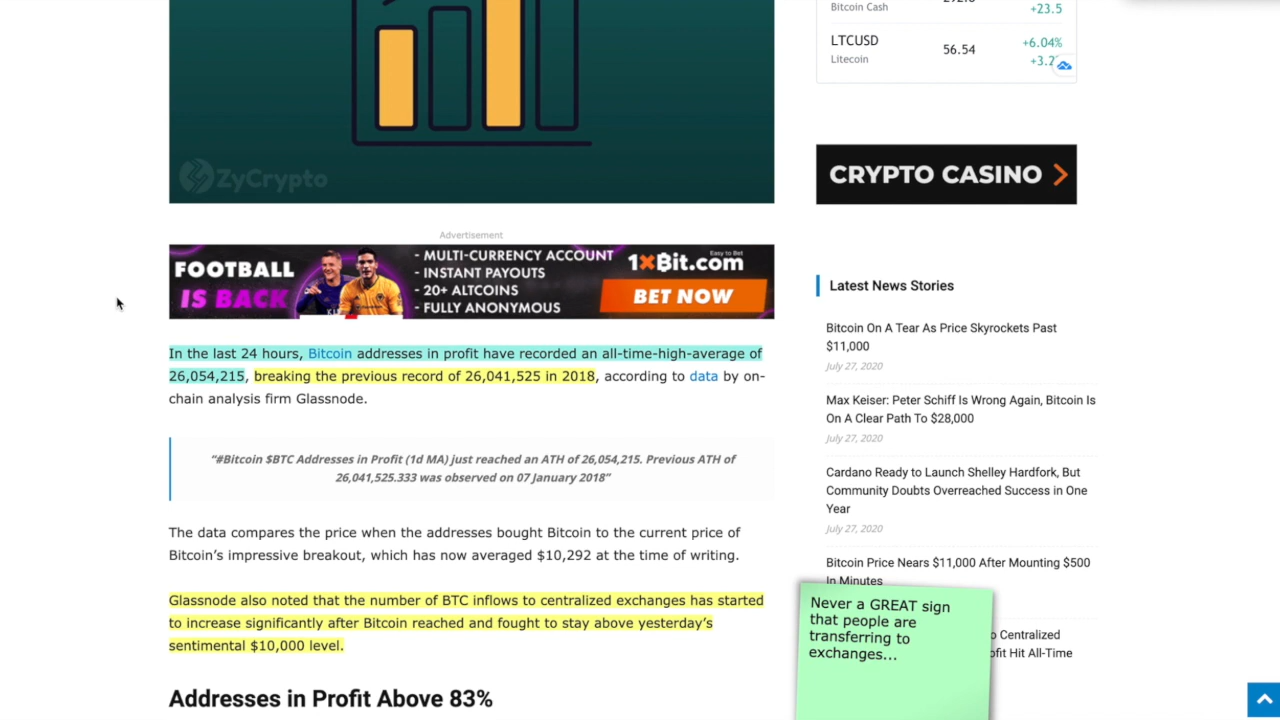 ZyCrypto
Advertisement
FOOTBALL
IS BACK
- MULTI-CURRENCY ACCOUNT
- INSTANT PAYOUTS
- 20+ ALTCOINS
- FULLY ANONYMOUS
Easy to Bet
1XBit.com
BET NOW
In the last 24 hours, Bitcoin addresses in profit have recorded an all-time-high-average of
26,054,215, breaking the previous record of 26,041,525 in 2018, according to data by on-
chain analysis firm Glassnode.
“#Bitcoin $BTC Addresses in Profit (1d MA) just reached an ATH of 26,054,215. Previous ATH of
26,041,525.333 was observed on 07 January 2018”
The data compares the price when the addresses bought Bitcoin to the current price of
Bitcoin’s impressive breakout, which has now averaged $10,292 at the time of writing.
Glassnode also noted that the number of BTC inflows to centralized exchanges has started
to increase significantly after Bitcoin reached and fought to stay above yesterday’s
sentimental $10,000 level.
Addresses in Profit Above 83%
Bitcoin Cash
+23.5
LTCUSD
56.54
+6.04%
Litecoin
CRYPTO CASINO
Latest News Stories
Bitcoin On A Tear As Price Skyrockets Past
$11,000
July 27, 2020
Max Keiser: Peter Schiff Is Wrong Again, Bitcoin Is
On A Clear Path To $28,000
July 27, 2020
Cardano Ready to Launch Shelley Hardfork, But
Community Doubts Overreached Success in One
Year
July 27, 2020
Bitcoin Price Nears $11,000 After Mounting $500
In Minutes
Centralized
Hit All-Time
Never a GREAT sign
that people are
transferring to
exchanges...